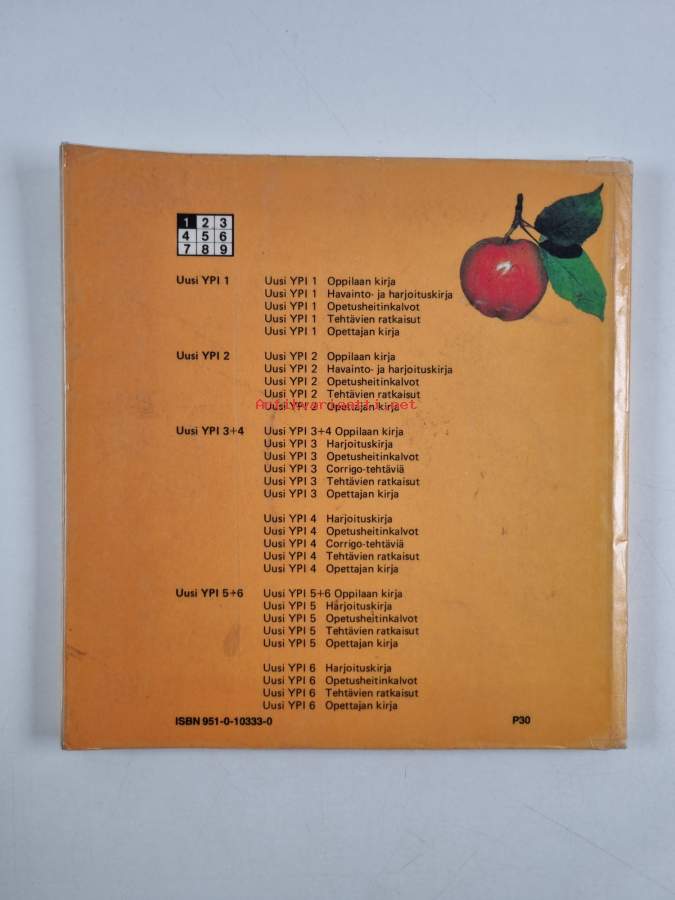 1 2 3
4 5 6
7 8 9
Uusi YPI 1 Uusi YPI 1 Oppilaan kirja
Uusi YPI 1 Havainto- ja harjoituskirja
Uusi YPI 1 Opetusheitinkalvot
Uusi YPI 1 Tehtävien ratkaisut
Uusi YPI 1 Opettajan kirja
Uusi YPI 2 Uusi YPI 2 Oppilaan kirja
Uusi YPI 2 Havainto- ja harjoituskirja
Uusi YPI 2 Opetusheitinkalvot
Uusi YPI 2 Tehtävien ratkaisut
Uusi YPI 2 Opettajan kirja
Antikvariantti.net
Uusi YPI 3+4 Uusi YPI 3+4 Oppilaan kirja
Uusi YPI 3 Harjoituskirja
Uusi YPI 3 Opetusheitinkalvot
Uusi YPI 3 Corrigo-tehtäviä
Uusi YPI 3 Tehtävien ratkaisut
Uusi YPI 3 Opettajan kirja
Uusi YPI 4 Harjoituskirja
Uusi YPI 4 Opetusheitinkalvot
Uusi YPI 4 Corrigo-tehtäviä
Uusi YPI 4 Tehtävien ratkaisut
Uusi YPI 4 Opettajan kirja
Uusi YPI 5+6 Uusi YPI 5+6 Oppilaan kirja
Uusi YPI 5 Harjoituskirja
Uusi YPI 5 Opetusheitinkalvot
Uusi YPI 5 Tehtävien ratkaisut
Uusi YPI 5 Opettajan kirja
Uusi YPI 6 Harjoituskirja
Uusi YPI 6 Opetusheitinkalvot
Uusi YPI 6 Tehtävien ratkaisut
Uusi YPI 6 Opettajan kirja
ISBN 951-0-10333-0 P30